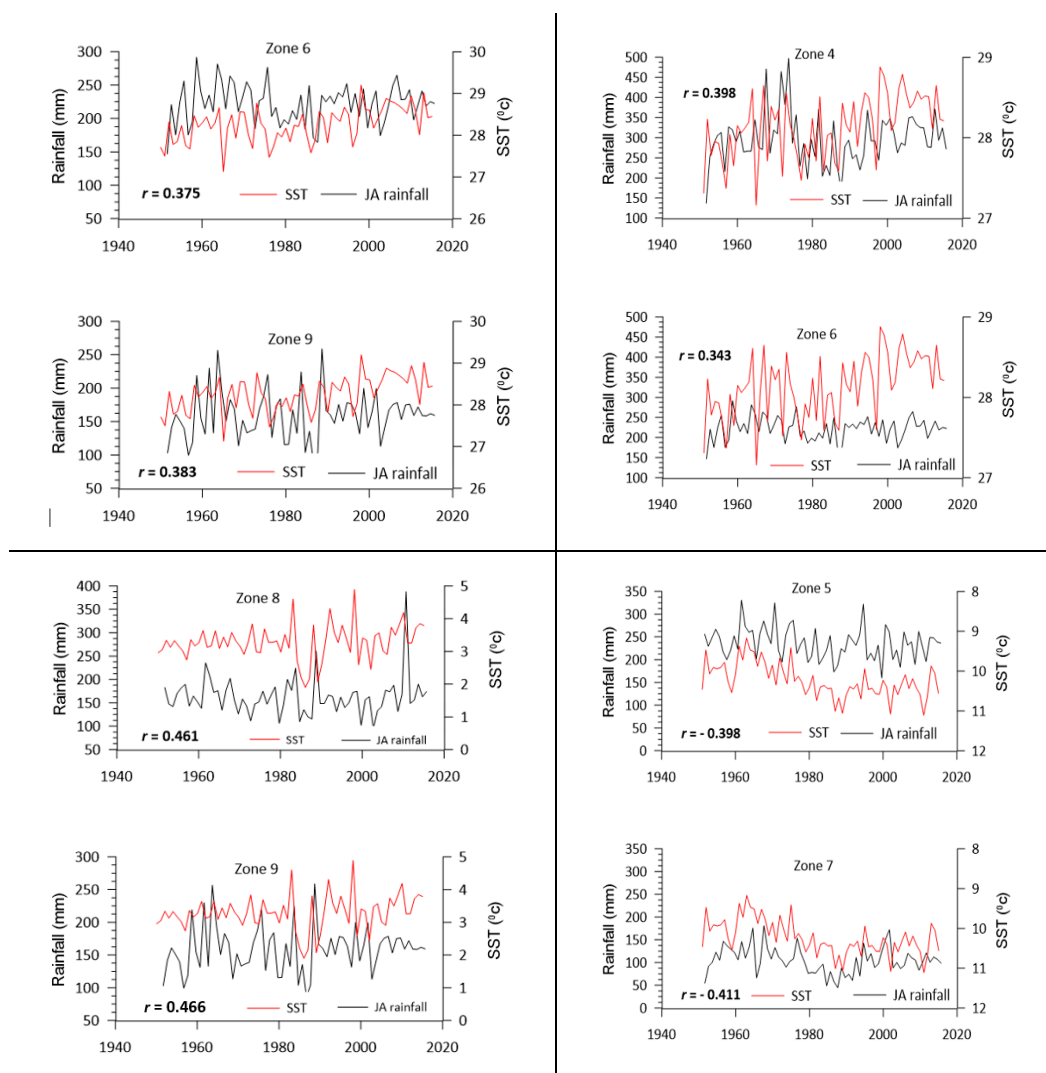 Zone 6
Rainfall (mm)
SST (⁰c)
300
250
200
150
100
50
30
29
28
27
26
r = 0.375
SST
JA rainfall
1940 1960 1980 2000 2020
Zone 9
Rainfall (mm)
SST (⁰c)
300
250
200
150
100
50
30
29
28
27
26
r = 0.383
SST
JA rainfall
1940 1960 1980 2000 2020
Zone 4
Rainfall (mm)
SST (⁰c)
500
450
400
350
300
250
200
150
100
29
28
27
r = 0.398
SST
JA rainfall
1940 1960 1980 2000 2020
Zone 6
Rainfall (mm)
SST (⁰c)
500
450
400
350
300
250
200
150
100
29
28
27
r = 0.343
SST
JA rainfall
1940 1960 1980 2000 2020
Zone 8
Rainfall (mm)
SST (⁰c)
400
350
300
250
200
150
100
50
5
4
3
2
1
0
r = 0.461
SST
JA rainfall
1940 1960 1980 2000 2020
Zone 9
Rainfall (mm)
SST (⁰c)
300
250
200
150
100
50
5
4
3
2
1
0
r = 0.466
SST
JA rainfall
1940 1960 1980 2000 2020
Zone 5
Rainfall (mm)
SST (⁰c)
350
300
250
200
150
100
50
0
8
9
10
11
12
r = - 0.398
SST
JA rainfall
1940 1960 1980 2000 2020
Zone 7
Rainfall (mm)
SST (⁰c)
350
300
250
200
150
100
50
0
8
9
10
11
12
r = - 0.411
SST
JA rainfall
1940 1960 1980 2000 2020